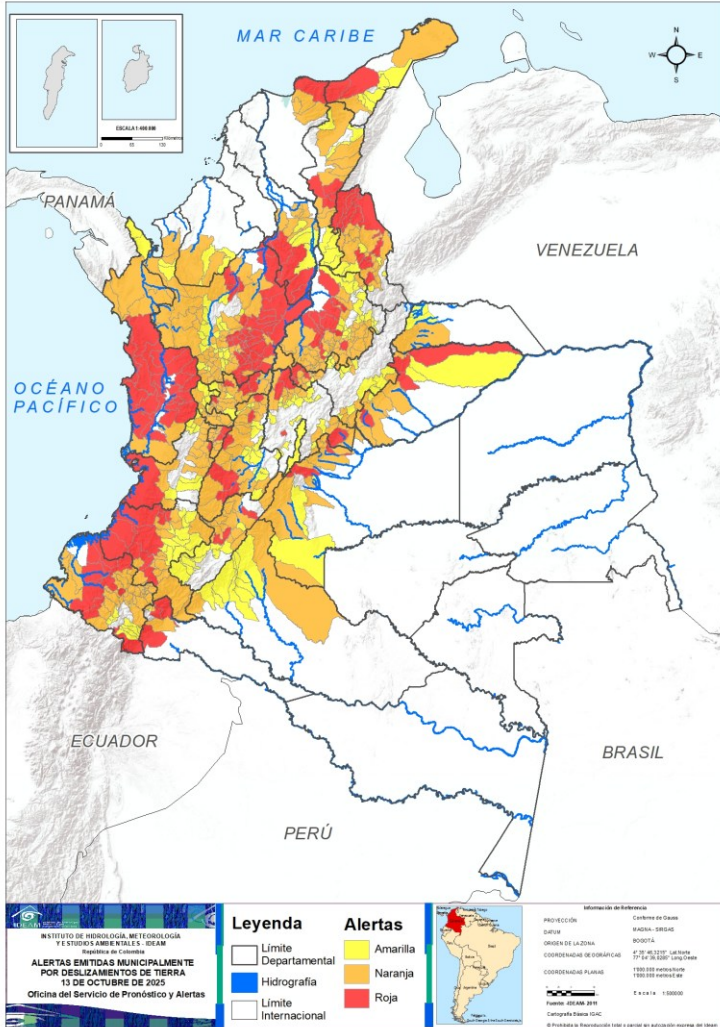 MAR CARIBE
N
W
E
S
ESCALA 1:400.000
PANAMÁ
VENEZUELA
OCÉANO
PACÍFICO
ECUADOR
BRASIL
PERÚ
IDEAM
INSTITUTO DE HIDROLOGÍA, METEOROLOGÍA
Y ESTUDIOS AMBIENTALES - IDEAM
República de Colombia
ALERTAS EMITIDAS MUNICIPALMENTE
POR DESLIZAMIENTOS DE TIERRA
13 DE OCTUBRE DE 2025
Oficina del Servicio de Pronóstico y Alertas
Leyenda
Límite
Departamental
Hidrografía
Límite
Internacional
Alertas
Amarilla
Naranja
Roja
Información de Referencia
PROYECCIÓN Conforme de Gauss
DATUM MAGNA - SIRGAS
ORIGEN DE LA ZONA BOGOTÁ
COORDENADAS GEOGRÁFICAS
COORDENADAS PLANAS
Escala 1:500000
Cartografía Básica IGAC